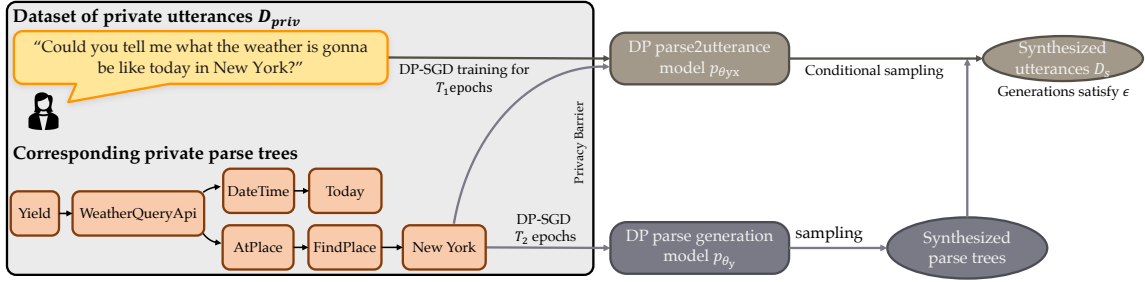 Dataset of private utterances D_priv
“Could you tell me what the weather is gonna
be like today in New York?”
DP-SGD training for
T_1 epochs
DP parse2utterance
model p_θyx
Conditional sampling
Synthesized
utterances D_s
Generations satisfy ϵ
Privacy Barrier
Corresponding private parse trees
Yield
WeatherQueryApi
DateTime
Today
AtPlace
FindPlace
New York
DP-SGD
T_2 epochs
DP parse generation
model p_θy
sampling
Synthesized
parse trees